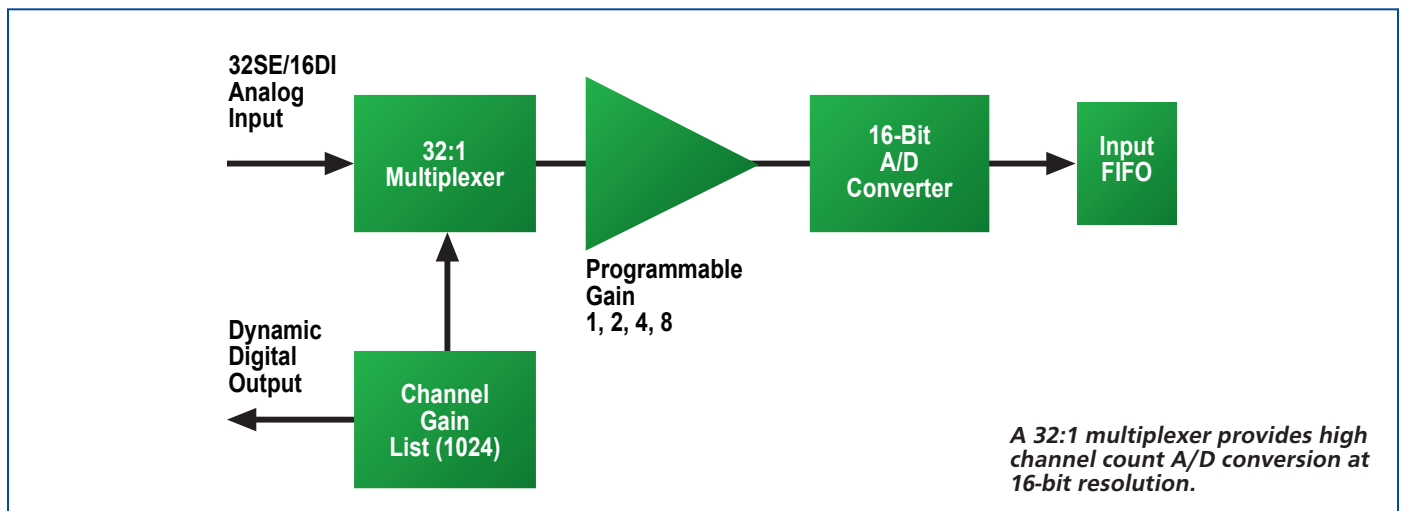 32SE/16DI
Analog
Input
32:1
Multiplexer
Programmable
Gain
1, 2, 4, 8
16-Bit
A/D
Converter
Input
FIFO
Dynamic
Digital
Output
Channel
Gain
List (1024)
A 32:1 multiplexer provides high
channel count A/D conversion at
16-bit resolution.